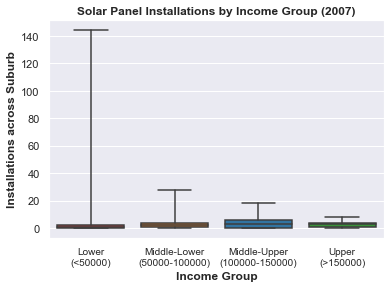 Solar Panel Installations by Income Group (2007)
Installations across Suburb
140
120
100
80
60
40
20
0
Lower
(<50000)
Middle-Lower
(50000-100000)
Middle-Upper
(100000-150000)
Upper
(>150000)
Income Group